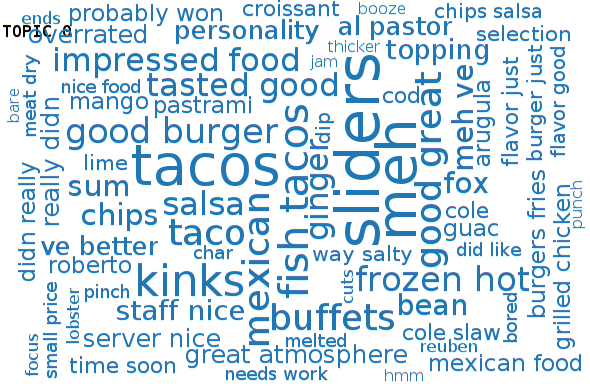 TOPIC 0
ends
probably won
croissant
booze
chips salsa
overrated
personality
al pastor
selection
impressed food
thicker
topping
jam
nice food
tasted good
meat dry
bare
mango
pastrami
cod
good burger
dip
sliders
meh
good great
meh ve
arugula
flavor just
burger just
flavor good
lime
tacos
fish tacos
ginger
really didn
didn really
sum
fox
punch
chips
salsa
cole
guac
taco
mexican
ve better
char
way salty
did like
roberto
kinks
frozen hot
burgers fries
grilled chicken
pinch
cuts
bean
bored
small price
lobster
staff nice
buffets
cole slaw
server nice
melted
reuben
focus
time soon
great atmosphere
mexican food
needs work
hmm